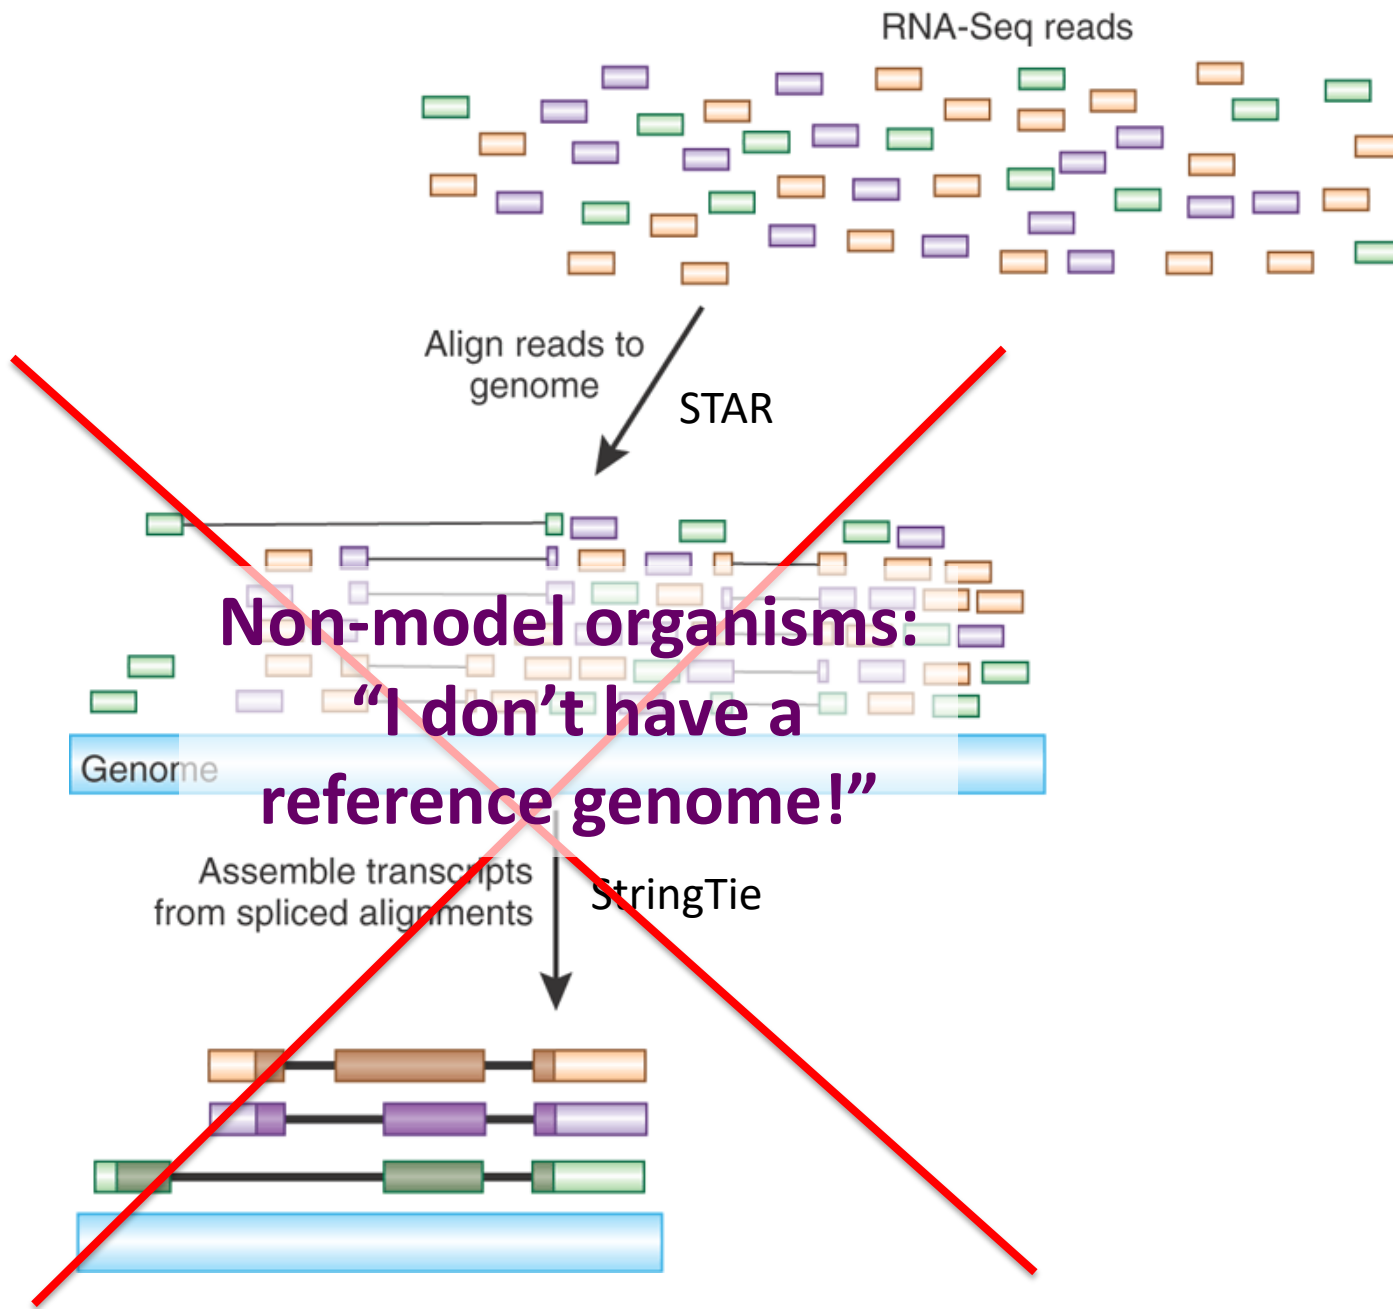 RNA-Seq reads
Align reads to
genome
STAR
Non-model organisms:
“I don’t have a
reference genome!”
Genome
Assemble transcripts
from spliced alignments
StringTie